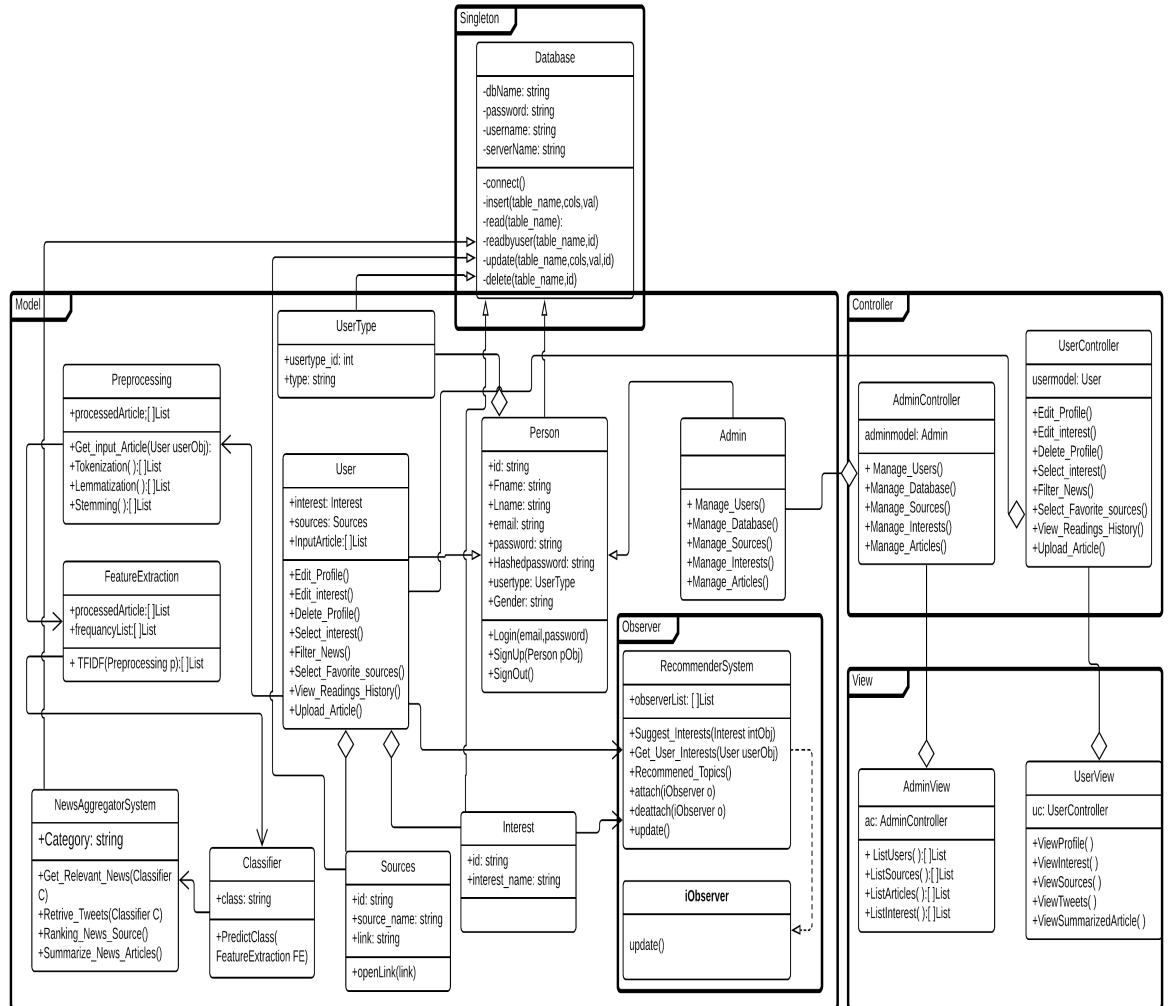 Singleton
Database
-dbName: string
-password: string
-username: string
-serverName: string
-connect()
-insert(table_name,cols,val)
-read(table_name):
-readbyuser(table_name,id)
-update(table_name,cols,val,id)
-delete(table_name,id)
Model
UserType
+usertype_id: int
+type: string
Preprocessing
+processedArticle;[ ]List
+Get_input_Article(User userObj):
+Tokenization( ):[ ]List
+Lemmatization( ):[ ]List
+Stemming( ):[ ]List
FeatureExtraction
+processedArticle:[ ]List
+frequancyList:[ ]List
+ TFIDF(Preprocessing p):[ ]List
User
+interest: Interest
+sources: Sources
+InputArticle:[ ]List
+Edit_Profile()
+Edit_interest()
+Delete_Profile()
+Select_interest()
+Filter_News()
+Select_Favorite_sources()
+View_Readings_History()
+Upload_Article()
Person
+id: string
+Fname: string
+Lname: string
+email: string
+password: string
+Hashedpassword: string
+usertype: UserType
+Gender: string
+Login(email,password)
+SignUp(Person pObj)
+SignOut()
Admin
+ Manage_Users()
+Manage_Database()
+Manage_Sources()
+Manage_Interests()
+Manage_Articles()
Observer
RecommenderSystem
+observerList: [ ]List
+Suggest_Interests(Interest intObj)
+Get_User_Interests(User userObj)
+Recommened_Topics()
+attach(iObserver o)
+deattach(iObserver o)
+update()
iObserver
update()
NewsAggregatorSystem
+Category: string
+Get_Relevant_News(Classifier
C)
+Retrive_Tweets(Classifier C)
+Ranking_News_Source()
+Summarize_News_Articles()
Classifier
+class: string
+PredictClass(
FeatureExtraction FE)
Sources
+id: string
+source_name: string
+link: string
+openLink(link)
Interest
+id: string
+interest_name: string
Controller
AdminController
adminmodel: Admin
+ Manage_Users()
+Manage_Database()
+Manage_Sources()
+Manage_Interests()
+Manage_Articles()
UserController
usermodel: User
+Edit_Profile()
+Edit_interest()
+Delete_Profile()
+Select_interest()
+Filter_News()
+Select_Favorite_sources()
+View_Readings_History()
+Upload_Article()
View
AdminView
ac: AdminController
+ ListUsers( ):[ ]List
+ListSources( ):[ ]List
+ListArticles( ):[ ]List
+ListInterest( ):[ ]List
UserView
uc: UserController
+ViewProfile( )
+ViewInterest( )
+ViewSources( )
+ViewTweets( )
+ViewSummarizedArticle( )